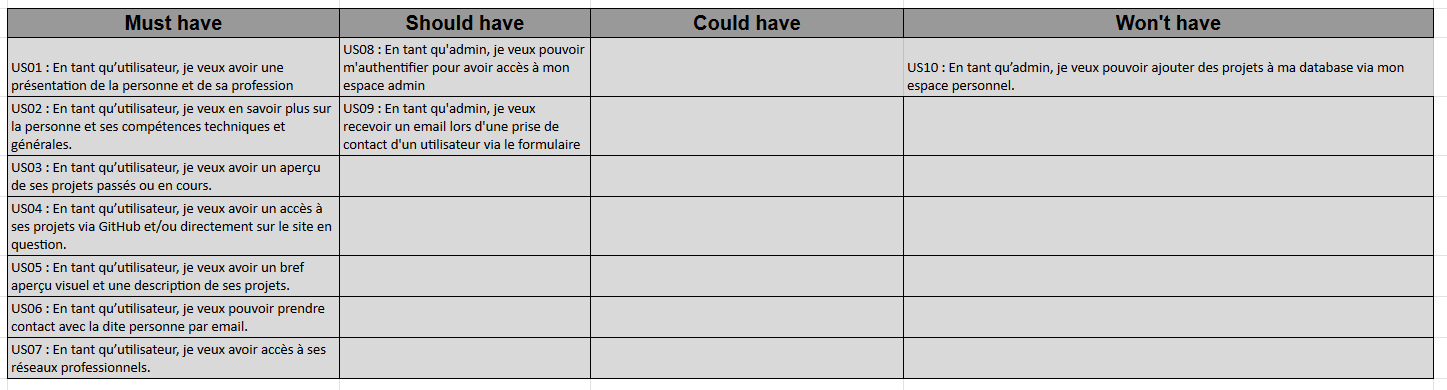 Must have
Should have
Could have
Won't have
US01 : En tant qu’utilisateur, je veux avoir une
présentation de la personne et de sa profession
US08 : En tant qu'admin, je veux pouvoir
m'authentifier pour avoir accès à mon
espace admin
US10 : En tant qu’admin, je veux pouvoir ajouter des projets à ma database via mon
espace personnel.
US02 : En tant qu’utilisateur, je veux en savoir plus sur
la personne et ses compétences techniques et
générales.
US09 : En tant qu'admin, je veux
recevoir un email lors d'une prise de
contact d'un utilisateur via le formulaire
US03 : En tant qu’utilisateur, je veux avoir un aperçu
de ses projets passés ou en cours.
US04 : En tant qu’utilisateur, je veux avoir un accès à
ses projets via GitHub et/ou directement sur le site en
question.
US05 : En tant qu’utilisateur, je veux avoir un bref
aperçu visuel et une description de ses projets.
US06 : En tant qu’utilisateur, je veux pouvoir prendre
contact avec la dite personne par email.
US07 : En tant qu’utilisateur, je veux avoir accès à ses
réseaux professionnels.